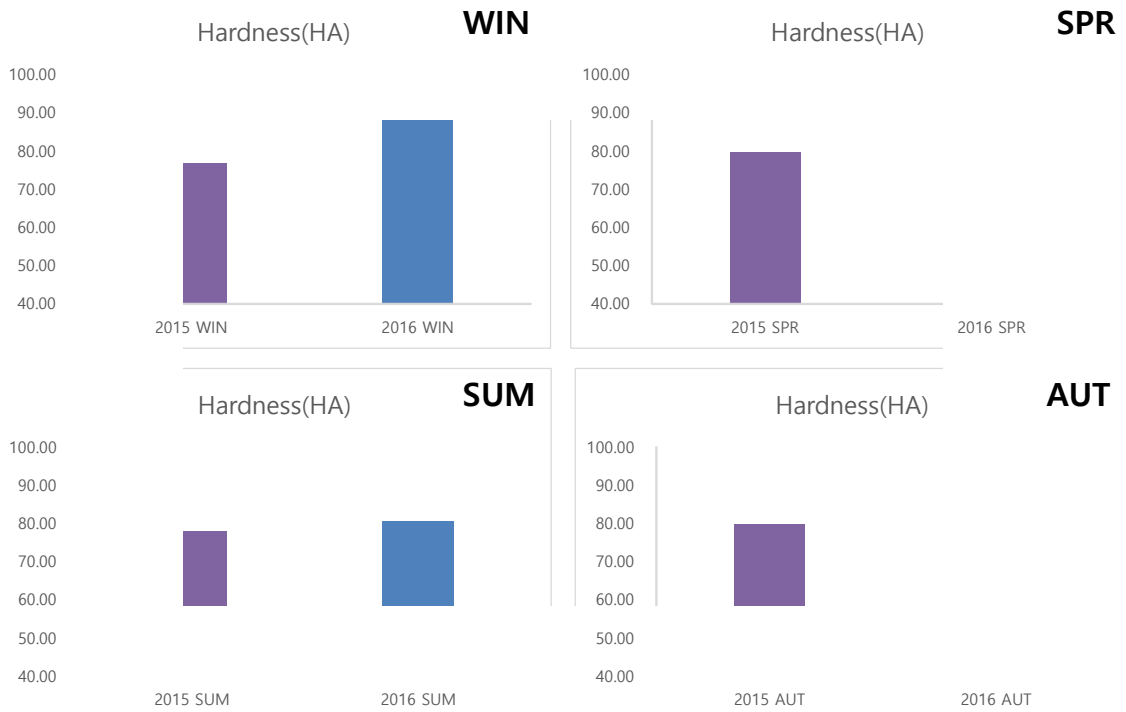 Hardness(HA)
WIN
100.00
90.00
80.00
70.00
60.00
50.00
40.00
2015 WIN
2016 WIN
Hardness(HA)
SPR
100.00
90.00
80.00
70.00
60.00
50.00
40.00
2015 SPR
2016 SPR
Hardness(HA)
SUM
100.00
90.00
80.00
70.00
60.00
50.00
40.00
2015 SUM
2016 SUM
Hardness(HA)
AUT
100.00
90.00
80.00
70.00
60.00
50.00
40.00
2015 AUT
2016 AUT